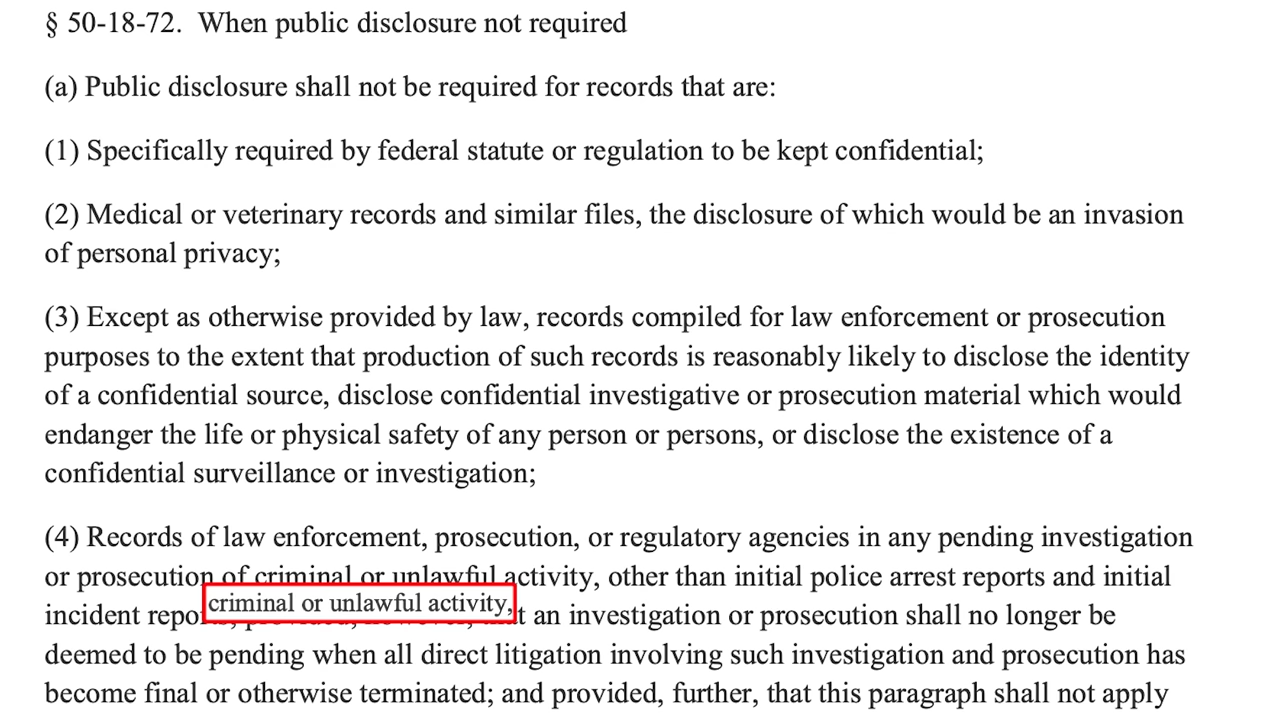 § 50-18-72.  When public disclosure not required
(a) Public disclosure shall not be required for records that are:
(1) Specifically required by federal statute or regulation to be kept confidential;
(2) Medical or veterinary records and similar files, the disclosure of which would be an invasion
of personal privacy;
(3) Except as otherwise provided by law, records compiled for law enforcement or prosecution
purposes to the extent that production of such records is reasonably likely to disclose the identity
of a confidential source, disclose confidential investigative or prosecution material which would
endanger the life or physical safety of any person or persons, or disclose the existence of a
confidential surveillance or investigation;
(4) Records of law enforcement, prosecution, or regulatory agencies in any pending investigation
or prosecution of criminal or unlawful activity, other than initial police arrest reports and initial
criminal or unlawful activity,
incident an investigation or prosecution shall no longer be
deemed to be pending when all direct litigation involving such investigation and prosecution has
become final or otherwise terminated; and provided, further, that this paragraph shall not apply